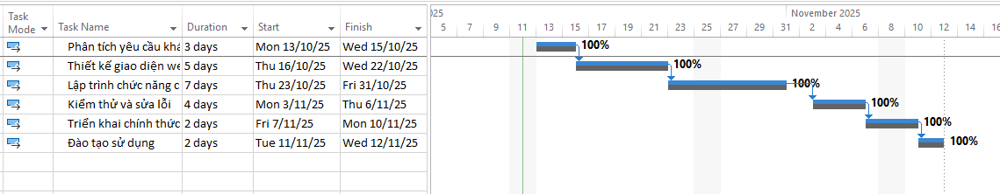 2025
November 2025
Task Mode Task Name Duration Start Finish
5 7 9 11 13 15 17 19 21 23 25 27 29 31 2 4 6 8 10 12 14
Phân tích yêu cầu 3 days Mon 13/10/25 Wed 15/10/25 100%
Thiết kế giao diện we 5 days Thu 16/10/25 Wed 22/10/25 100%
Lập trình chức năng c 7 days Thu 23/10/25 Fri 31/10/25 100%
Kiểm thử và sửa lỗi 4 days Mon 3/11/25 Thu 6/11/25 100%
Triển khai chính thức 2 days Fri 7/11/25 Mon 10/11/25 100%
Đào tạo sử dụng 2 days Tue 11/11/25 Wed 12/11/25 100%